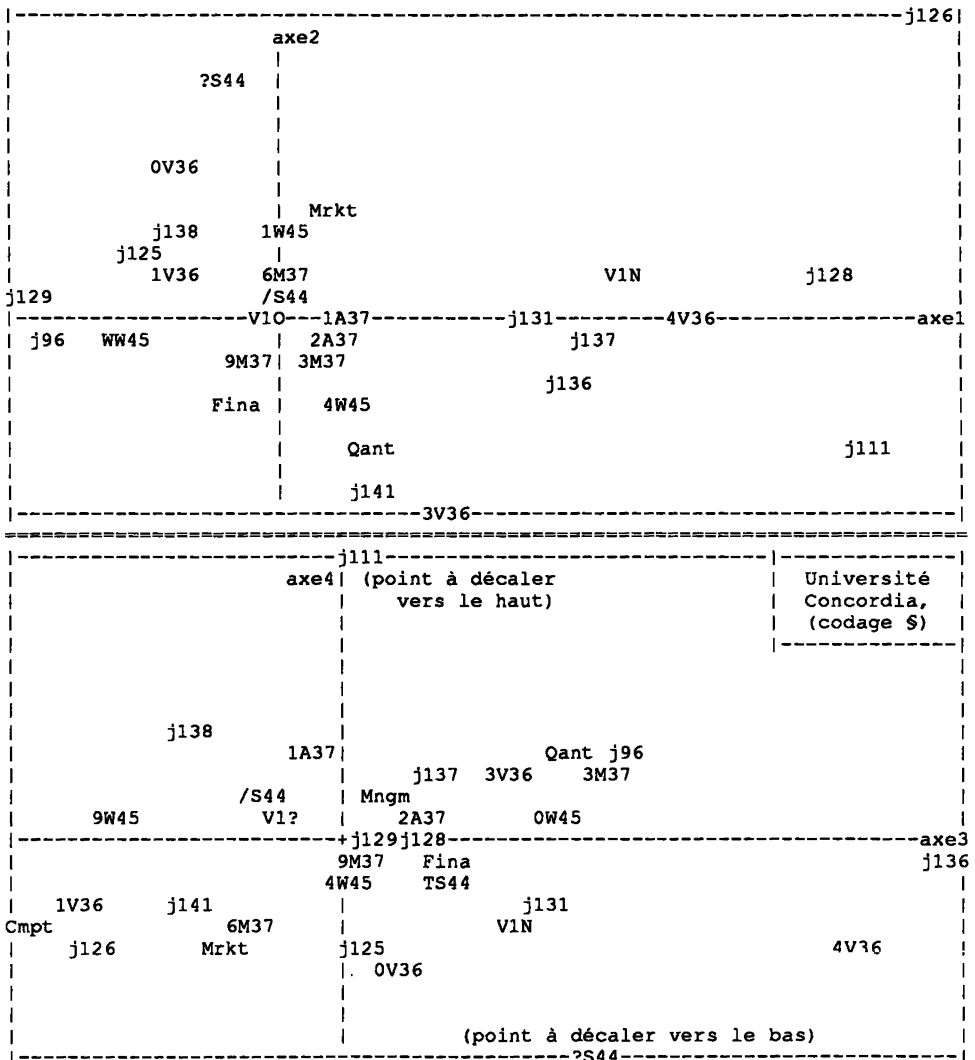 j126
axe2
?S44
0V36
Mrkt
j138 1W45
j125
1V36 6M37 V1N j128
j129 /S44
V1O 1A37 j131 4V36 axe1
j96 WW45 2A37 j137
9M37 3M37
j136
Fina 4W45
Qant j111
j141
3V36
j111
axe4 (point à décaler Université
vers le haut) Concordia,
(codage §)
j138
1A37 Qant j96
j137 3V36 3M37
/S44 Mngm
9W45 V1? 2A37 0W45
j129j128 axe3
9M37 Fina j136
4W45 TS44
1V36 j141 j131
Cmpt 6M37 V1N
j126 Mrkt j125 4V36
0V36
(point à décaler vers le bas)
?S44